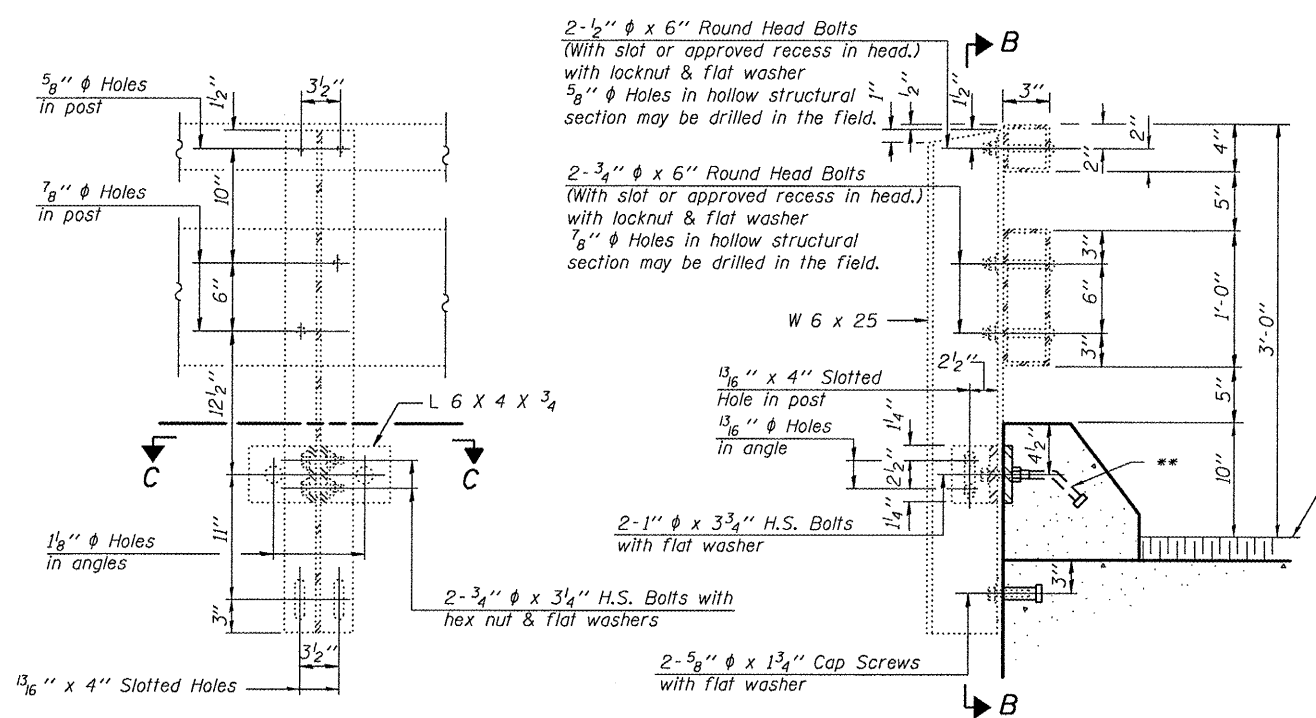 5/8" φ Holes
in post
7/8" φ Holes
in post
1 1/2"
3 1/2"
10"
6"
12 1/2"
11"
3"
3 1/2"
L 6 X 4 X 3/4
C
C
1 1/8" φ Holes
in angles
13/16" x 4" Slotted Holes
2-3/4" φ x 3 1/4" H.S. Bolts with
hex nut & flat washers
2-1/2" φ x 6" Round Head Bolts
(With slot or approved recess in head.)
with locknut & flat washer
5/8" φ Holes in hollow structural
section may be drilled in the field.
2-3/4" φ x 6" Round Head Bolts
(With slot or approved recess in head.)
with locknut & flat washer
7/8" φ Holes in hollow structural
section may be drilled in the field.
B
1"
1/2"
1 1/2"
3"
2"
2"
4"
5"
3"
6"
3"
1'-0"
5"
10"
3'-0"
W 6 x 25
2 1/2"
13/16" x 4" Slotted
Hole in post
13/16" φ Holes
in angle
1 1/4"
2 1/2"
1 1/4"
4 1/2"
**
2-1" φ x 3 3/4" H.S. Bolts
with flat washer
3"
2-5/8" φ x 1 3/4" Cap Screws
with flat washer
B